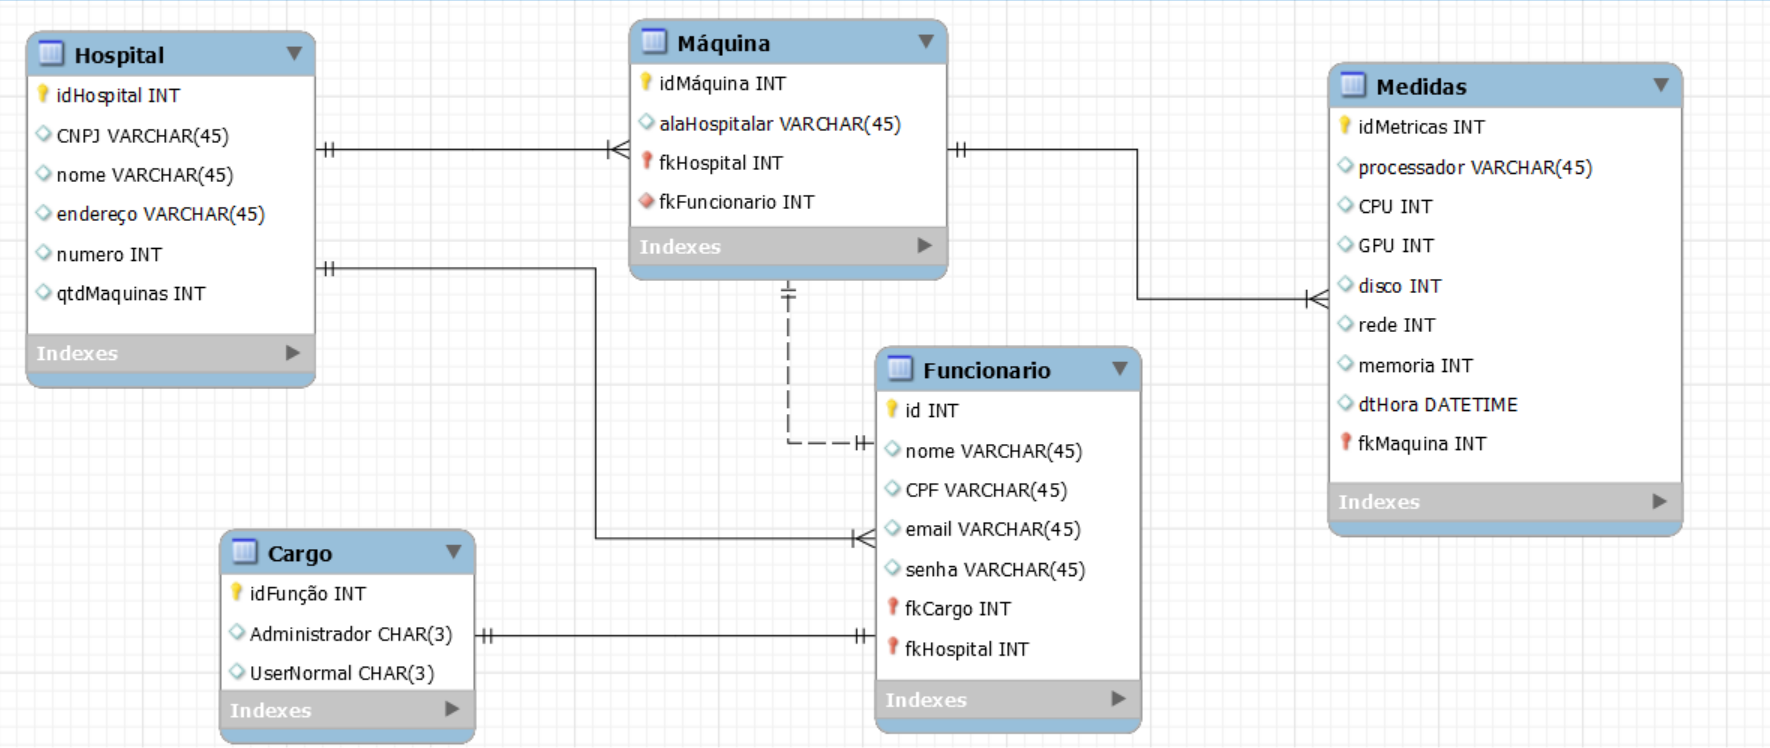 Hospital
idHospital INT
CNPJ VARCHAR(45)
nome VARCHAR(45)
endereço VARCHAR(45)
numero INT
qtdMaquinas INT
Indexes
Máquina
idMáquina INT
alaHospitalar VARCHAR(45)
fkHospital INT
fkFuncionario INT
Indexes
Medidas
idMetricas INT
processador VARCHAR(45)
CPU INT
GPU INT
disco INT
rede INT
memoria INT
dtHora DATETIME
fkMaquina INT
Indexes
Funcionario
id INT
nome VARCHAR(45)
CPF VARCHAR(45)
email VARCHAR(45)
senha VARCHAR(45)
fkCargo INT
fkHospital INT
Indexes
Cargo
idFunção INT
Administrador CHAR(3)
UserNormal CHAR(3)
Indexes